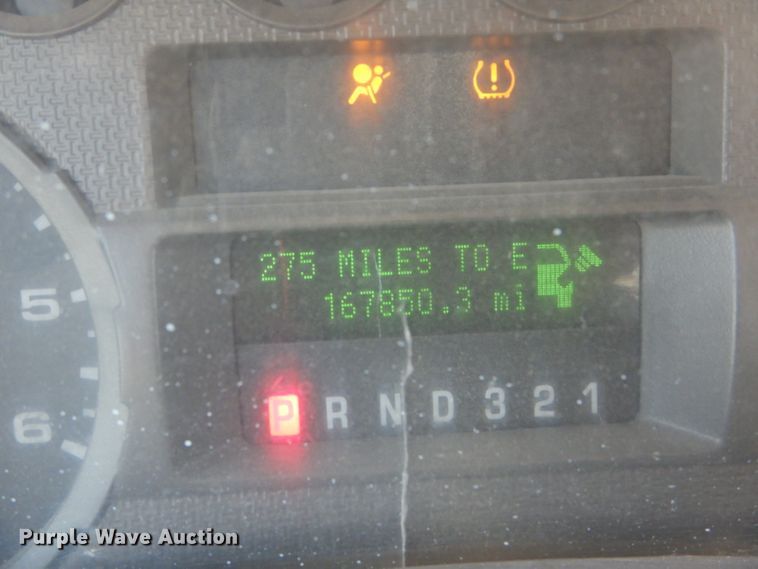 275 MILES TO E
167850.3 mi
5
6
P R N D 3 2 1
Purple Wave Auction